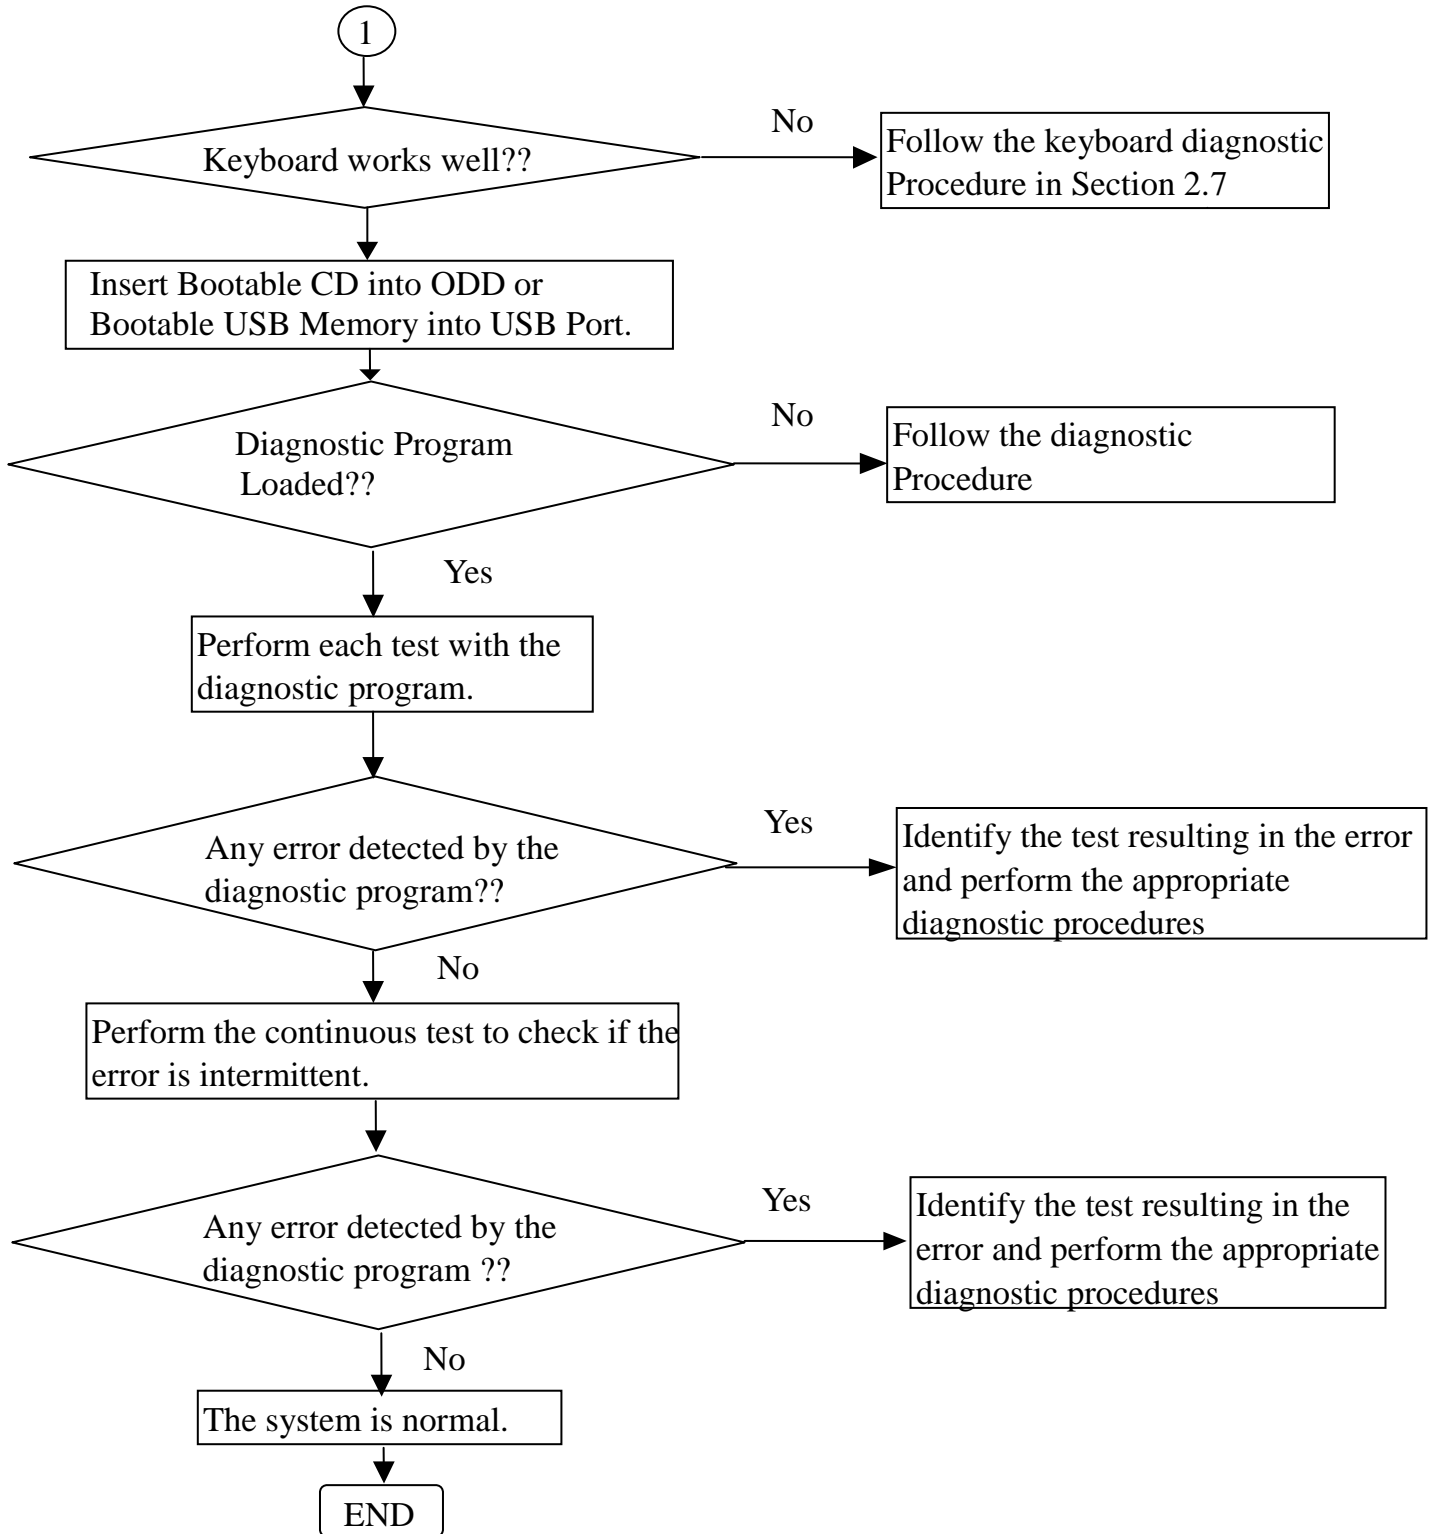 1
No
Keyboard works well??
Follow the keyboard diagnostic
Procedure in Section 2.7
Insert Bootable CD into ODD or
Bootable USB Memory into USB Port.
No
Diagnostic Program
Loaded??
Follow the diagnostic
Procedure
Yes
Perform each test with the
diagnostic program.
Yes
Any error detected by the
diagnostic program??
Identify the test resulting in the error
and perform the appropriate
diagnostic procedures
No
Perform the continuous test to check if the
error is intermittent.
Yes
Any error detected by the
diagnostic program ??
Identify the test resulting in the
error and perform the appropriate
diagnostic procedures
No
The system is normal.
END